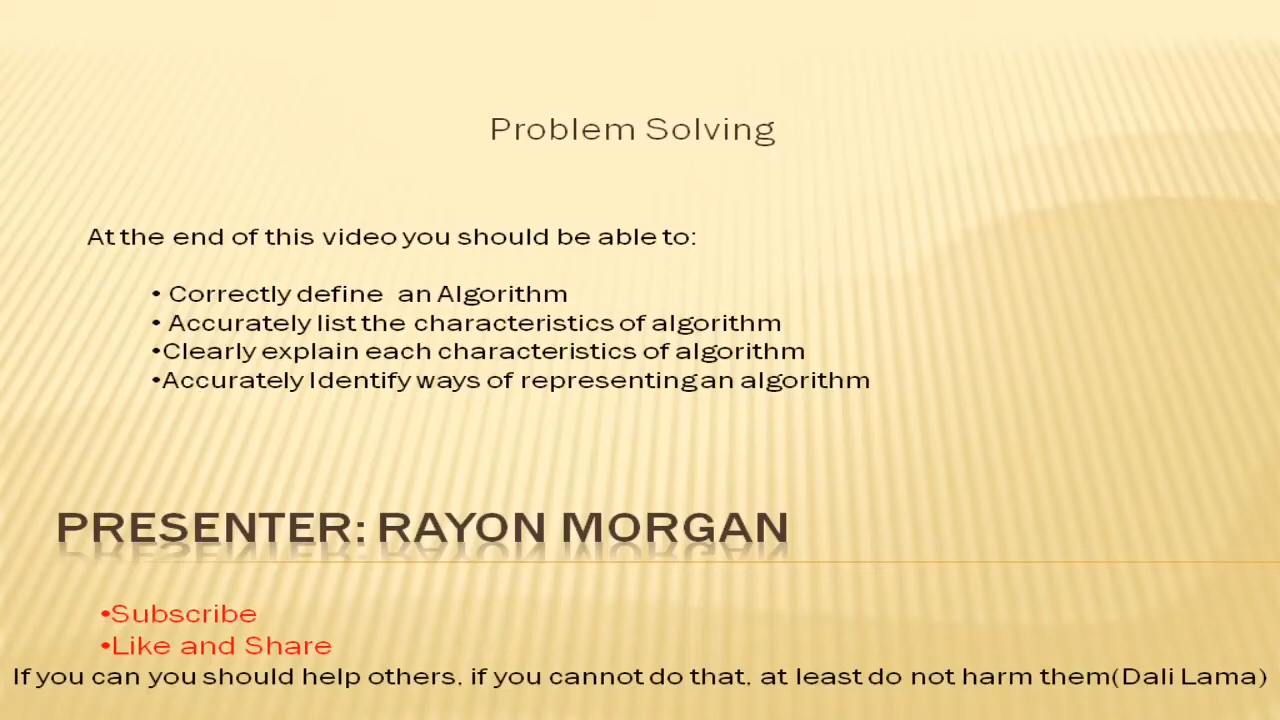 Problem Solving
At the end of this video you should be able to:
• Correctly define an Algorithm
• Accurately list the characteristics of algorithm
•Clearly explain each characteristics of algorithm
•Accurately Identify ways of representing an algorithm
PRESENTER: RAYON MORGAN
•Subscribe
•Like and Share
If you can you should help others, if you cannot do that, at least do not harm them(Dali Lama)